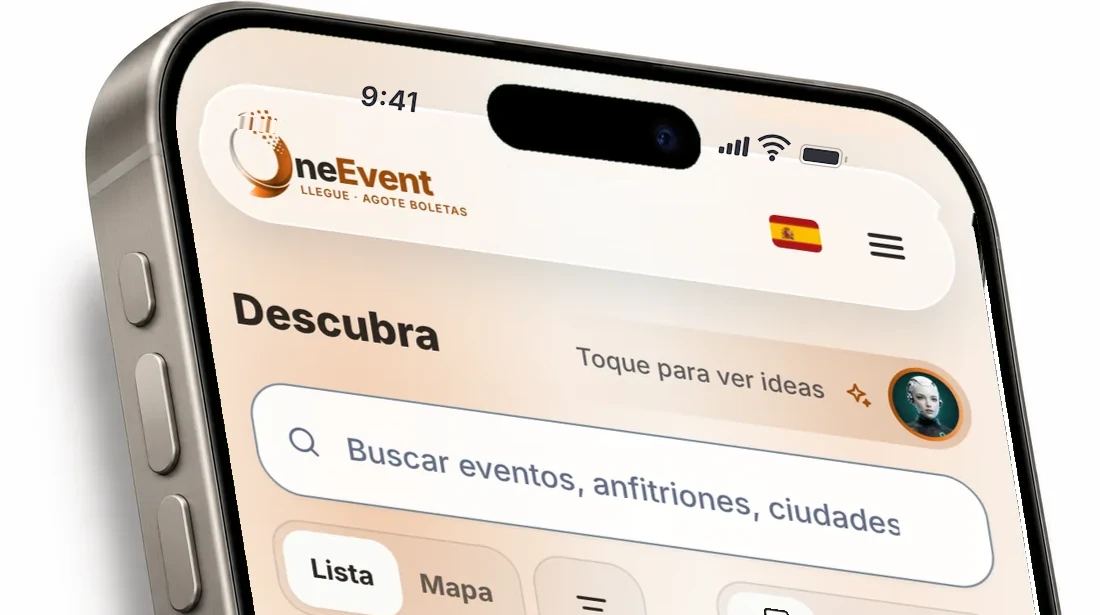 9:41
OneEvent
LLEGUE · AGOTE BOLETAS
Descubra
Toque para ver ideas
Buscar eventos, anfitriones, ciudades
Lista
Mapa